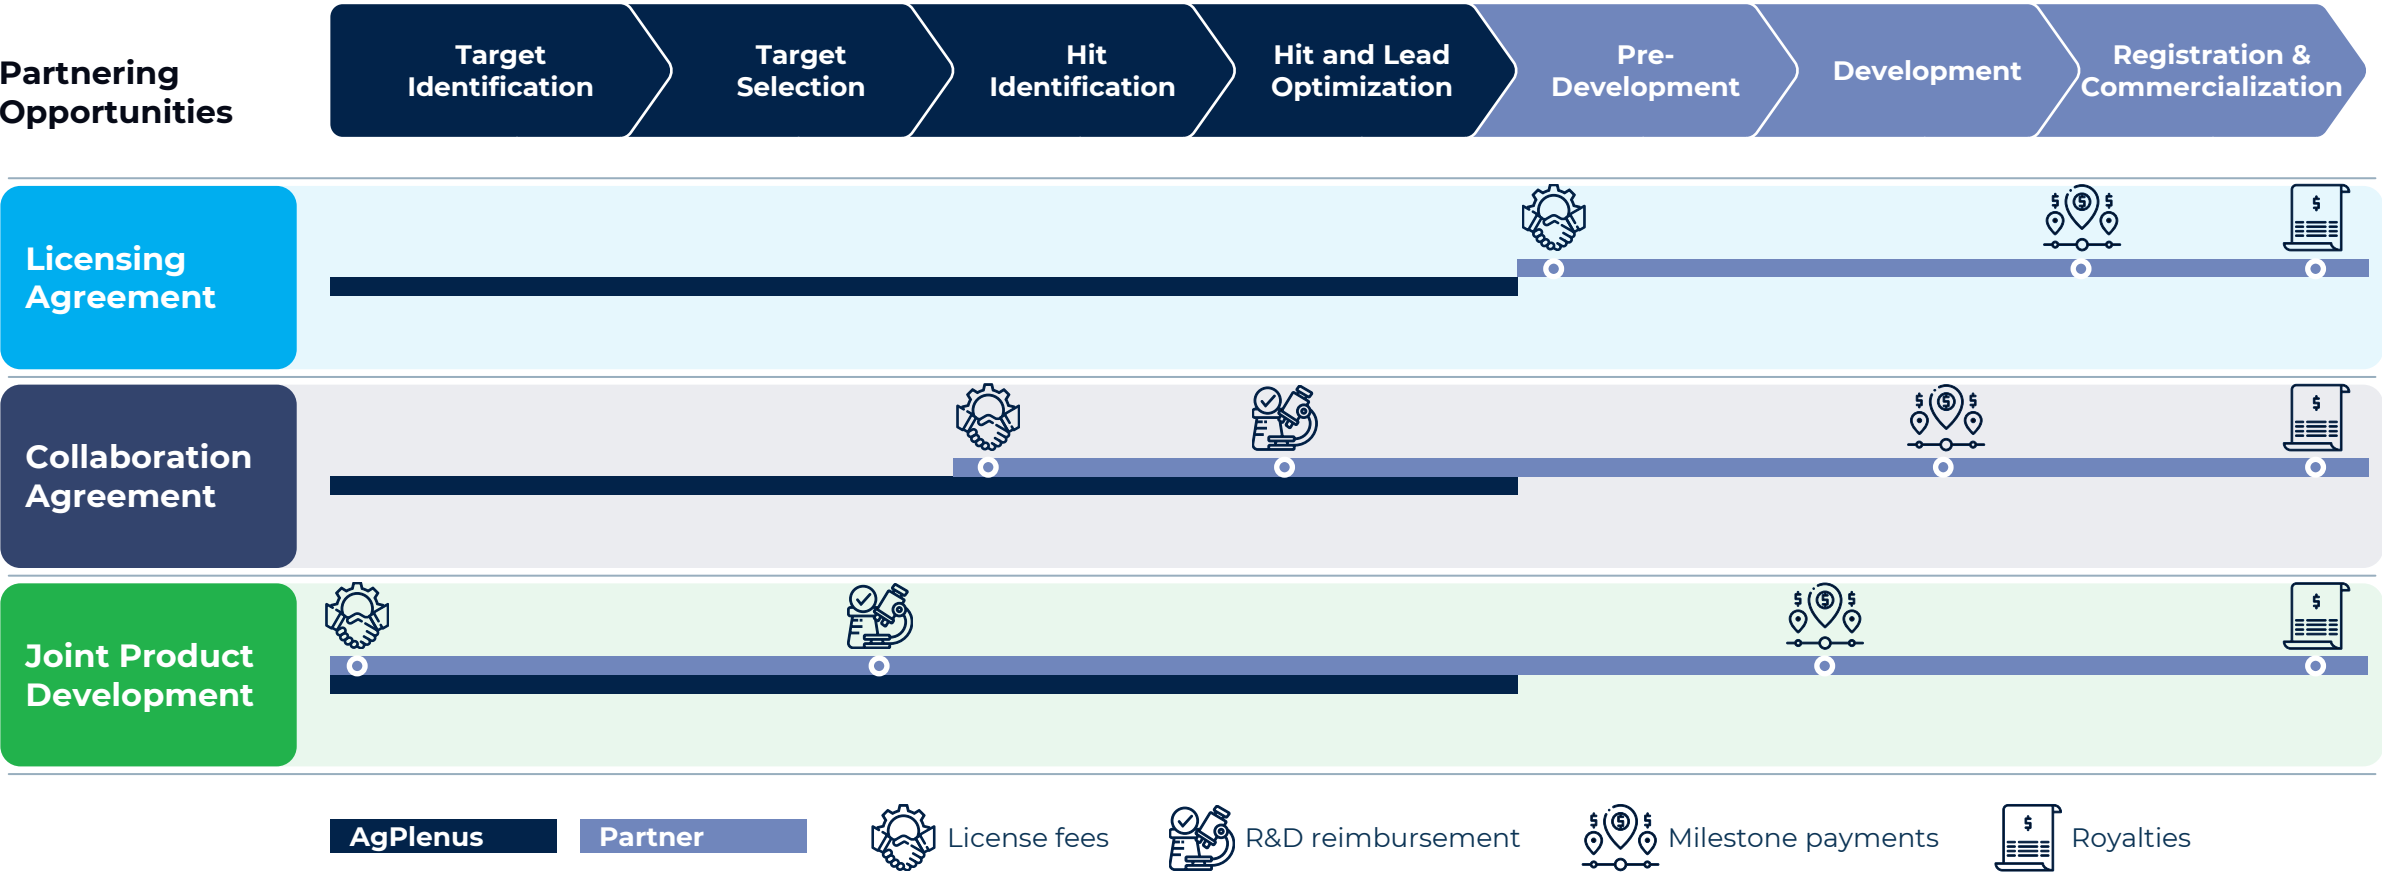 Partnering
Opportunities
Target
Identification
Target
Selection
Hit
Identification
Hit and Lead
Optimization
Pre-
Development
Development
Registration &
Commercialization
Licensing
Agreement
$ $ $
$
Collaboration
Agreement
$ $ $
$
Joint Product
Development
$ $ $
$
AgPlenus
Partner
License fees
R&D reimbursement
$ $ $
Milestone payments
$
Royalties